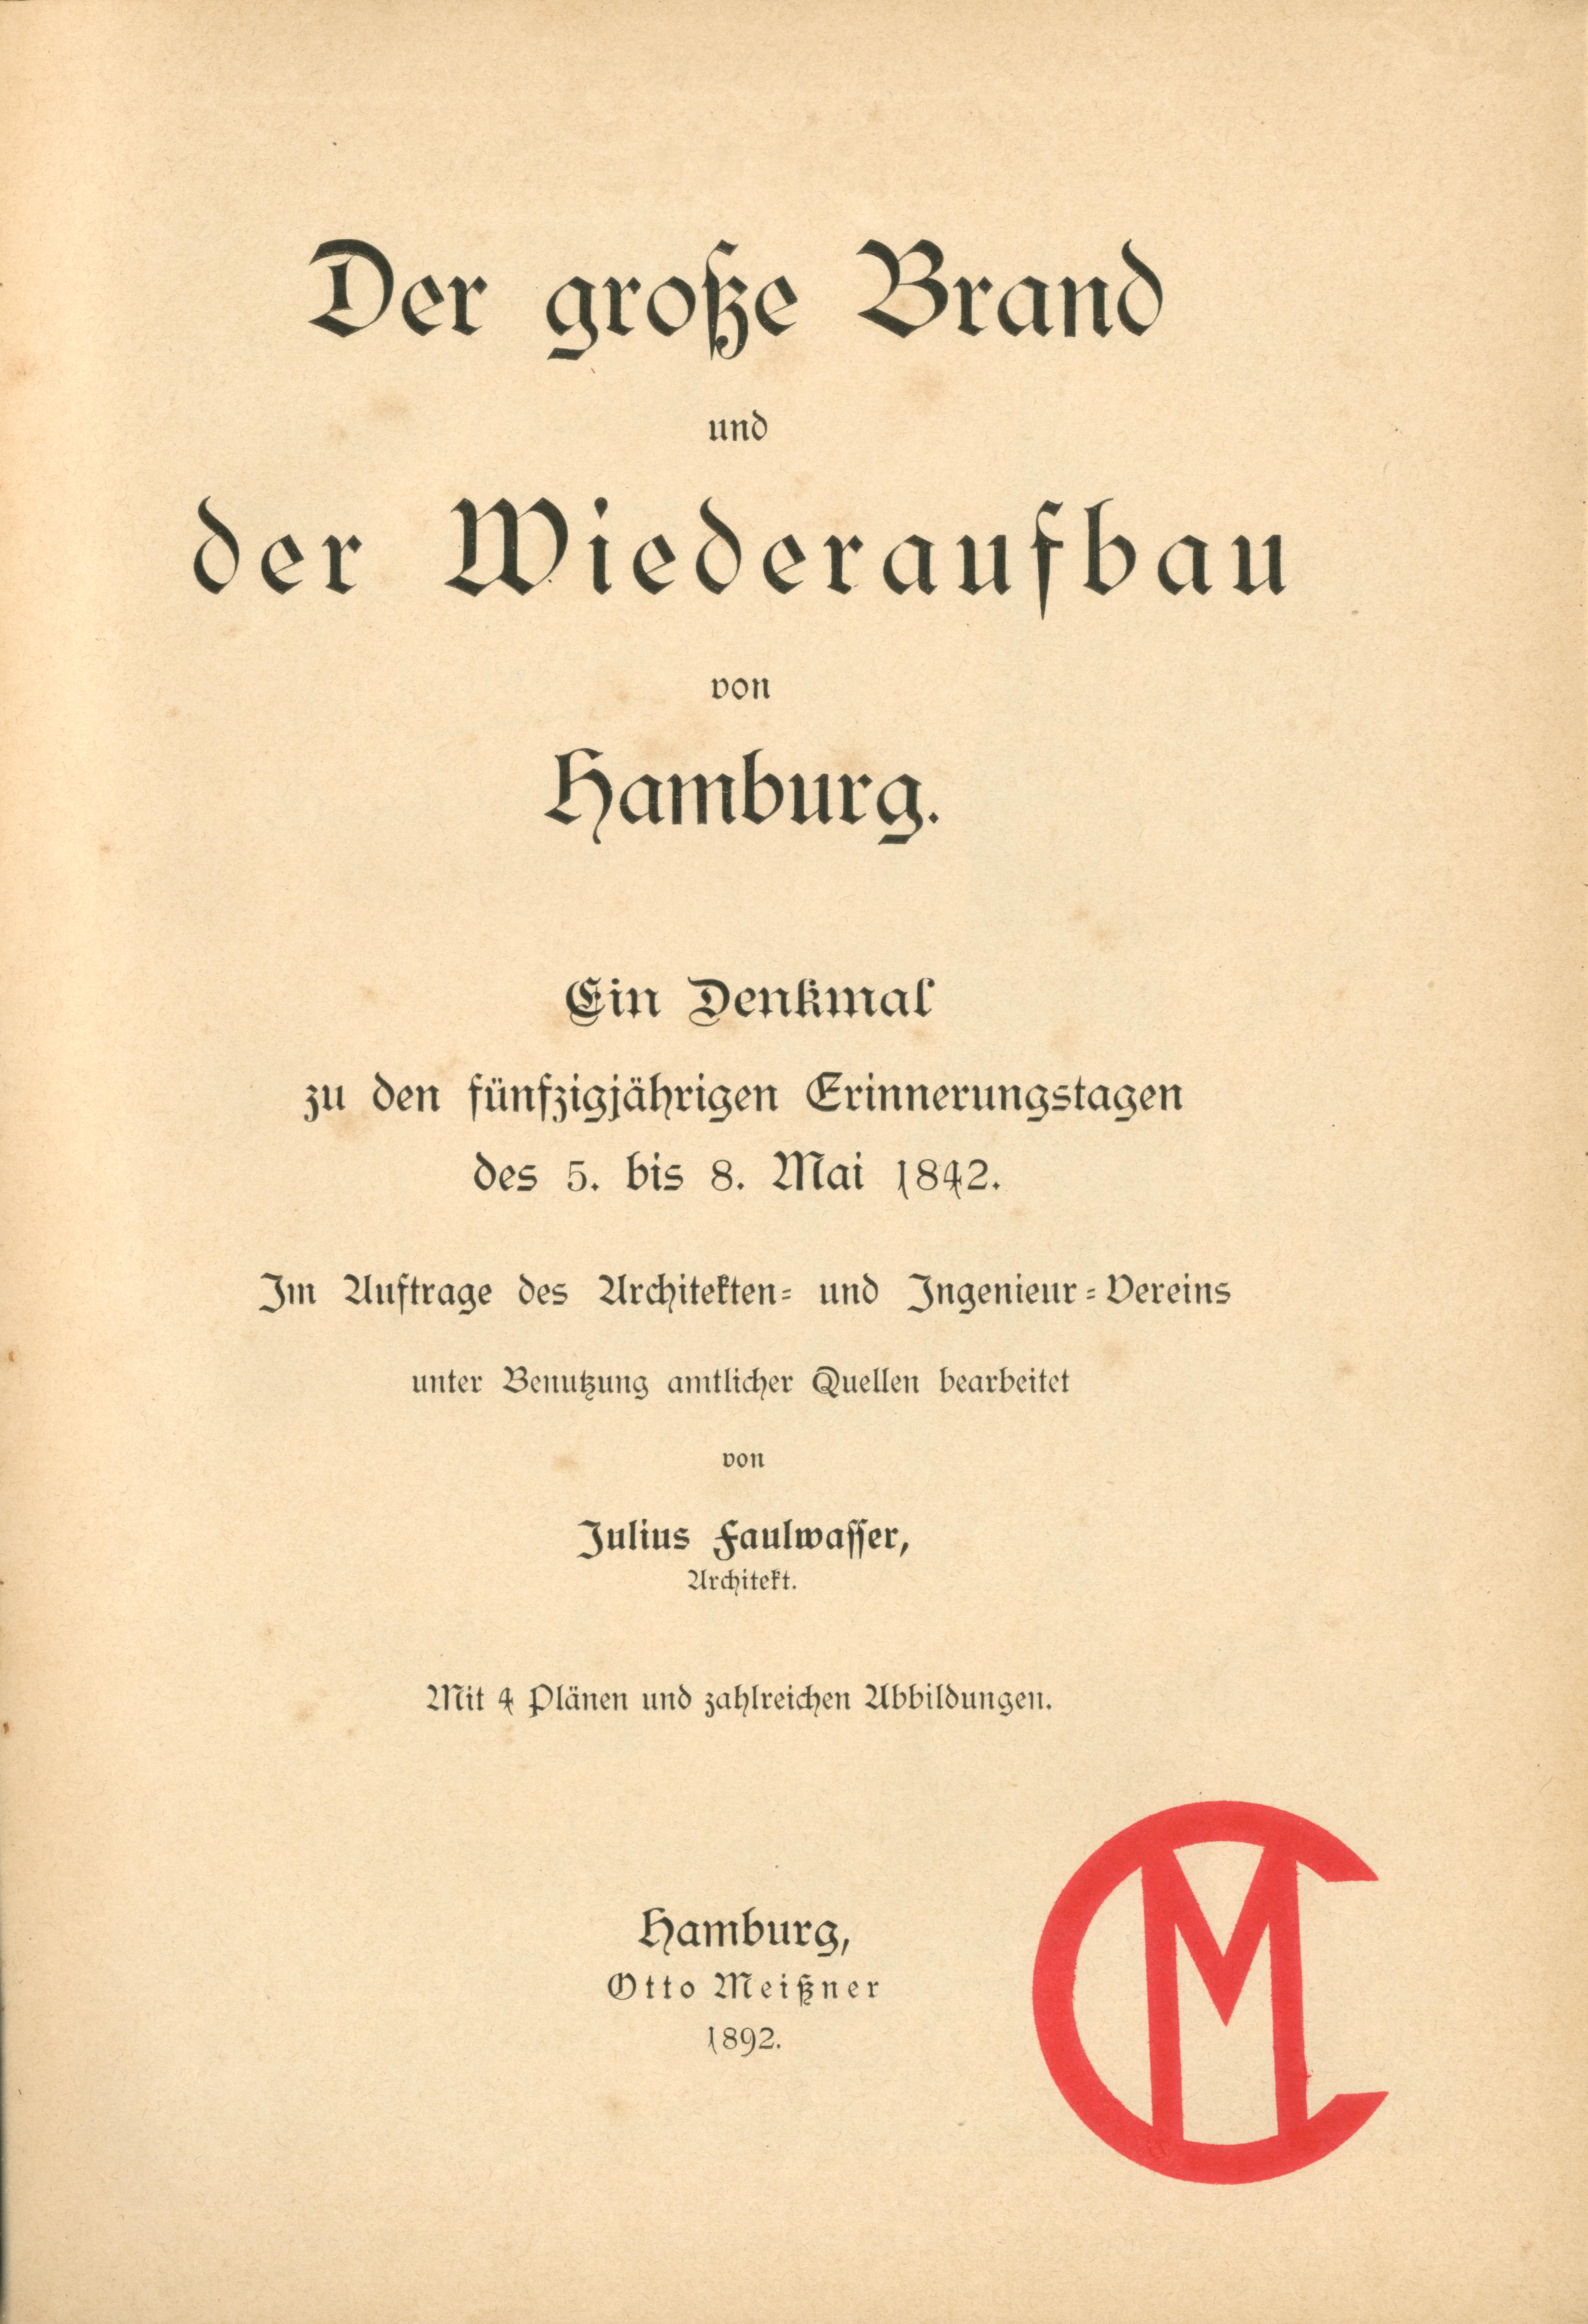 Der große Brand
und
der Wiederaufbau
von
Hamburg.
Ein Denkmal
zu den fünfzigjährigen Erinnerungstagen
des 5. bis 8. Mai 1842.
Im Auftrage des Architekten- und Ingenieur-Vereins
unter Benutzung amtlicher Quellen bearbeitet
von
Julius Faulwasser,
Architekt.
Mit 4 Plänen und zahlreichen Abbildungen.
Hamburg,
Otto Meißner
1892.
CM